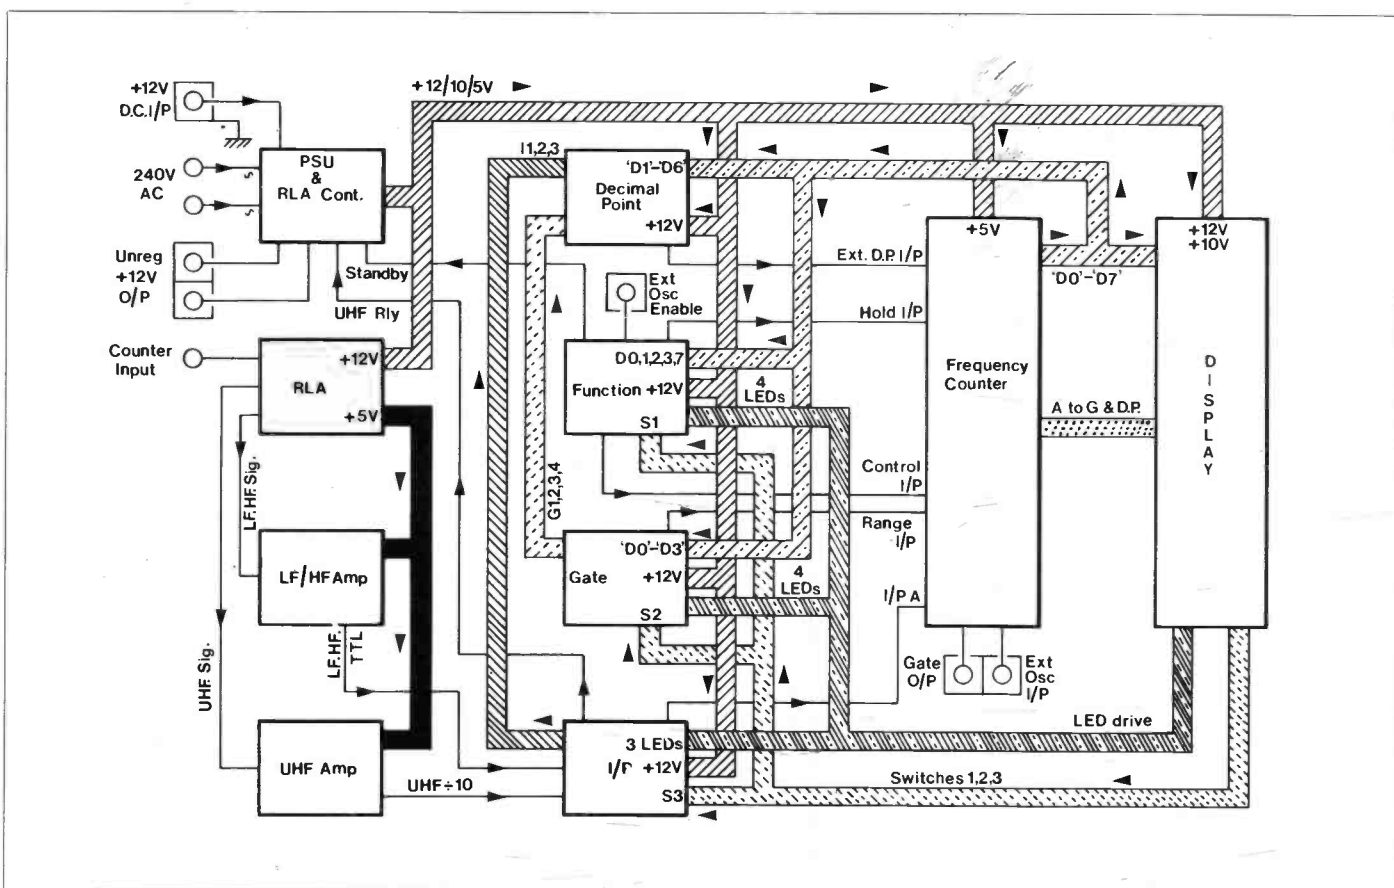 +12V
D.C. I/P
240V
AC
Unreg
+12V
O/P
Counter
Input
PSU
&
RLA Cont.
+12/10/5V
Standby
UHF Rly
RLA
+12V
+5V
LF.HF.Sig.
UHF. Sig.
LF/HF Amp
LF.HF.
TTL
UHF Amp
UHF÷10
I1,2,3
'D1'-'D6'
Decimal
Point
+12V
G1,2,3,4
Ext
Osc
Enable
D0,1,2,3,7
Function +12V
S1
4
LEDs
'D0'-'D3'
Gate
+12V
S2
4
LEDs
3 LEDs
I/P +12V
S3
Ext. D.P. I/P
Hold I/P
Control
I/P
Range
I/P
I/P A
+5V
Frequency
Counter
Gate
O/P
Ext
Osc
I/P
'D0'-'D7'
A to G & D.P.
+12V
+10V
DISPLAY
LED drive
Switches 1,2,3